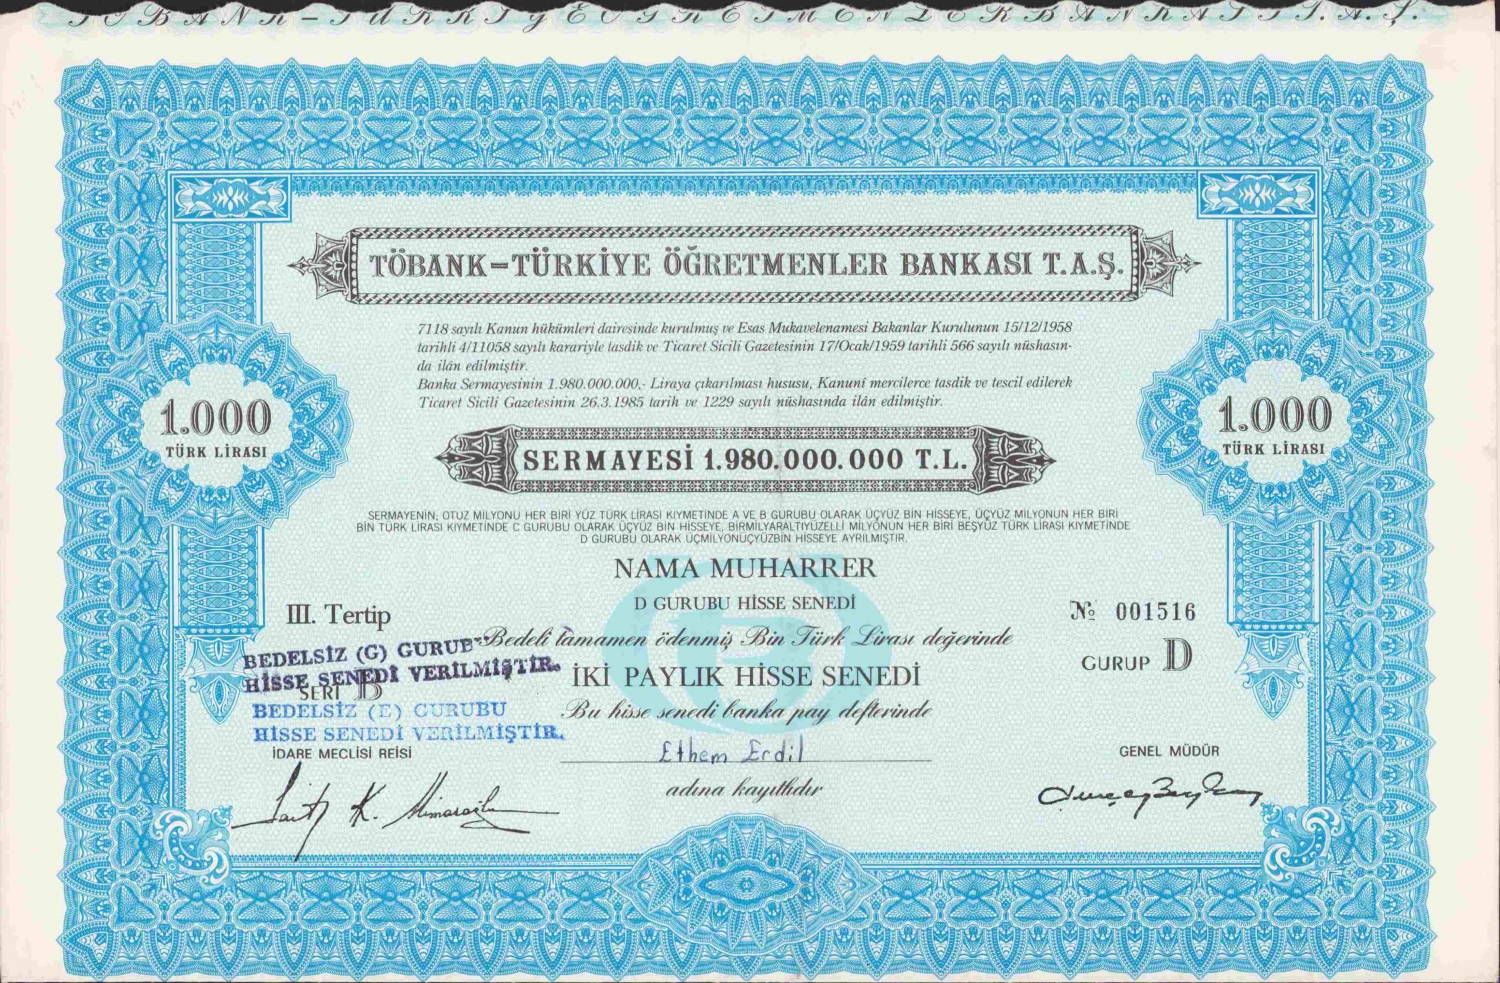 TÖBANK-TÜRKİYE ÖĞRETMENLER BANKASI T.A.Ş.
TÖBANK-TÜRKİYE ÖĞRETMENLER BANKASI T.A.Ş.
7118 sayılı Kanun hükümleri dairesinde kurulmuş ve Esas Mukavelenamesi Bakanlar Kurulunun 15/12/1958
tarihli 4/11058 sayılı karariyle tasdik ve Ticaret Sicili Gazetesinin 17/Ocak/1959 tarihli 566 sayılı nüshasın-
da ilân edilmiştir.
Banka Sermayesinin 1.980.000.000,- Liraya çıkarılması hususu, Kanunî mercilerce tasdik ve tescil edilerek
Ticaret Sicili Gazetesinin 26.3.1985 tarih ve 1229 sayılı nüshasında ilân edilmiştir.
1.000
TÜRK LİRASI
1.000
TÜRK LİRASI
SERMAYESİ 1.980.000.000 T.L.
SERMAYENİN; OTUZ MİLYONU HER BİRİ YÜZ TÜRK LİRASI KIYMETİNDE A VE B GURUBU OLARAK ÜÇYÜZ BİN HİSSEYE, ÜÇYÜZ MİLYONUN HER BİRİ
BİN TÜRK LİRASI KIYMETİNDE C GURUBU OLARAK ÜÇYÜZ BİN HİSSEYE, BİRMİLYARALTIYÜZELLİ MİLYONUN HER BİRİ BEŞYÜZ TÜRK LİRASI KIYMETİNDE
D GURUBU OLARAK ÜÇMİLYONÜÇYÜZBİN HİSSEYE AYRILMIŞTIR.
NAMA MUHARRER
D GURUBU HİSSE SENEDİ
III. Tertip
№ 001516
Bedeli tamamen ödenmiş Bin Türk Lirası değerinde
BEDELSİZ (G) GURUB
HİSSE SENEDİ VERİLMİŞTİR.
İKİ PAYLIK HİSSE SENEDİ
GURUP D
SERİ B
BEDELSİZ (E) GURUBU
HİSSE SENEDİ VERİLMİŞTİR.
Bu hisse senedi banka pay defterinde
İDARE MECLİSİ REİSİ
Ethem Erdil
GENEL MÜDÜR
adına kayıtlıdır